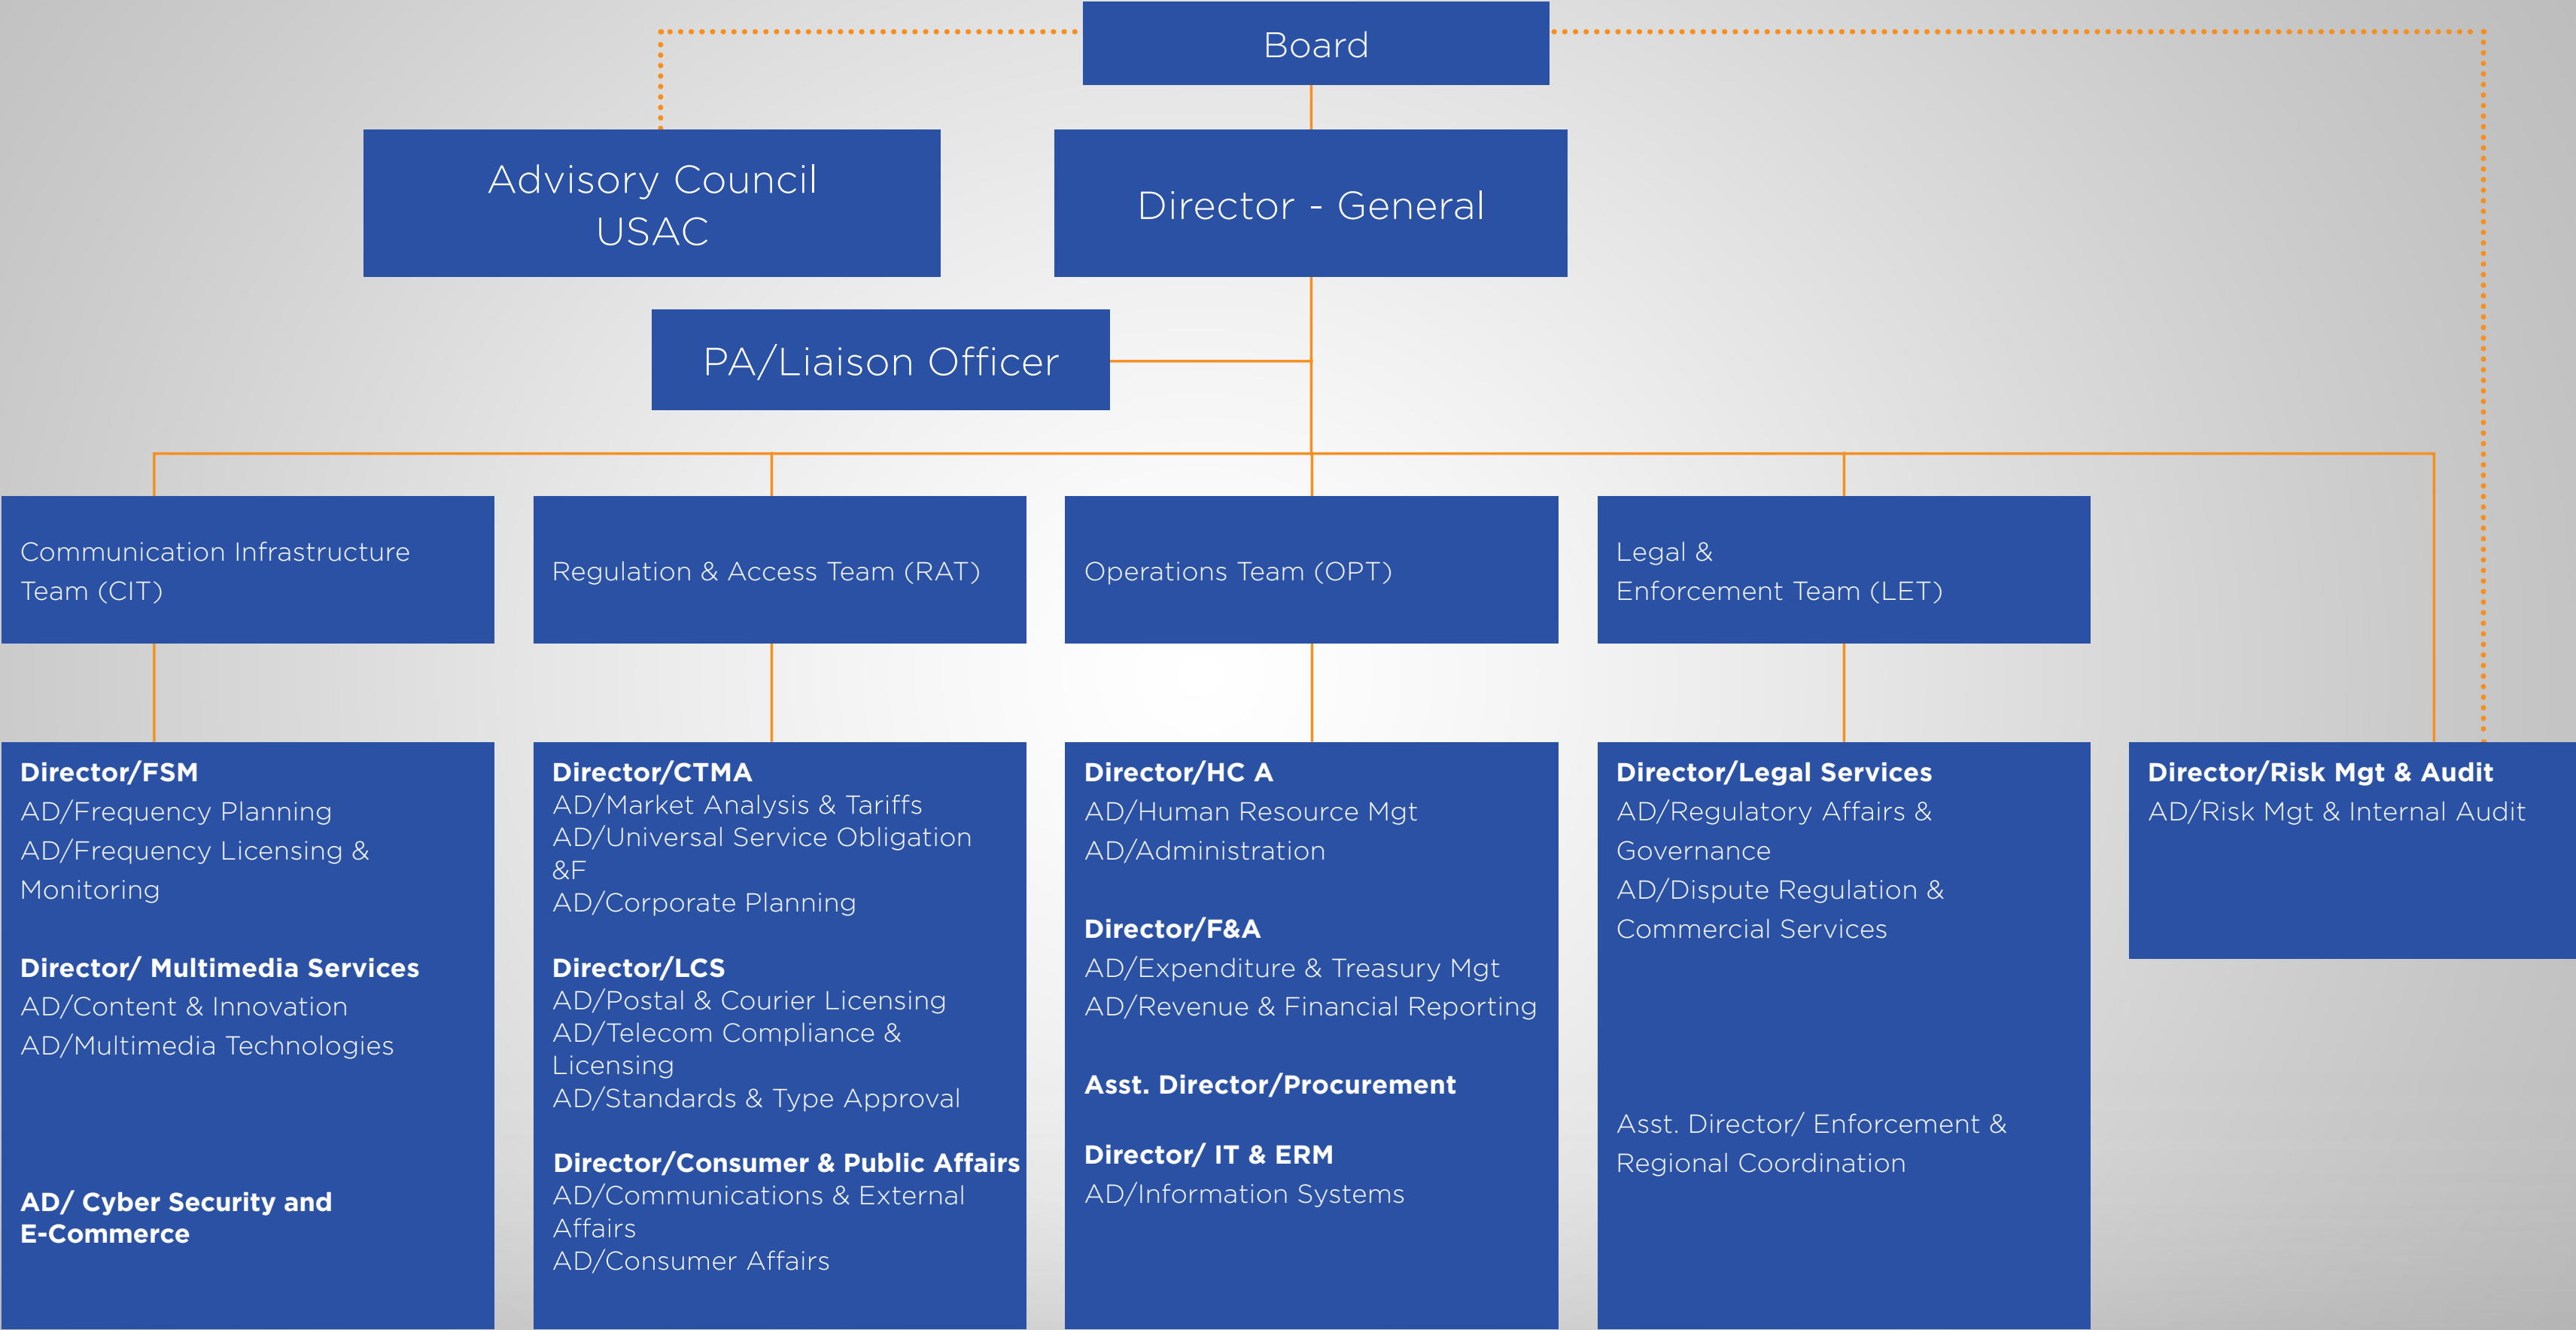 Board
Advisory Council
USAC
Director - General
PA/Liaison Officer
Communication Infrastructure
Team (CIT)
Regulation & Access Team (RAT)
Operations Team (OPT)
Legal &
Enforcement Team (LET)
Director/FSM
AD/Frequency Planning
AD/Frequency Licensing &
Monitoring
Director/ Multimedia Services
AD/Content & Innovation
AD/Multimedia Technologies
AD/ Cyber Security and
E-Commerce
Director/CTMA
AD/Market Analysis & Tariffs
AD/Universal Service Obligation
&F
AD/Corporate Planning
Director/LCS
AD/Postal & Courier Licensing
AD/Telecom Compliance &
Licensing
AD/Standards & Type Approval
Director/Consumer & Public Affairs
AD/Communications & External
Affairs
AD/Consumer Affairs
Director/HC A
AD/Human Resource Mgt
AD/Administration
Director/F&A
AD/Expenditure & Treasury Mgt
AD/Revenue & Financial Reporting
Asst. Director/Procurement
Director/ IT & ERM
AD/Information Systems
Director/Legal Services
AD/Regulatory Affairs &
Governance
AD/Dispute Regulation &
Commercial Services
Asst. Director/ Enforcement &
Regional Coordination
Director/Risk Mgt & Audit
AD/Risk Mgt & Internal Audit